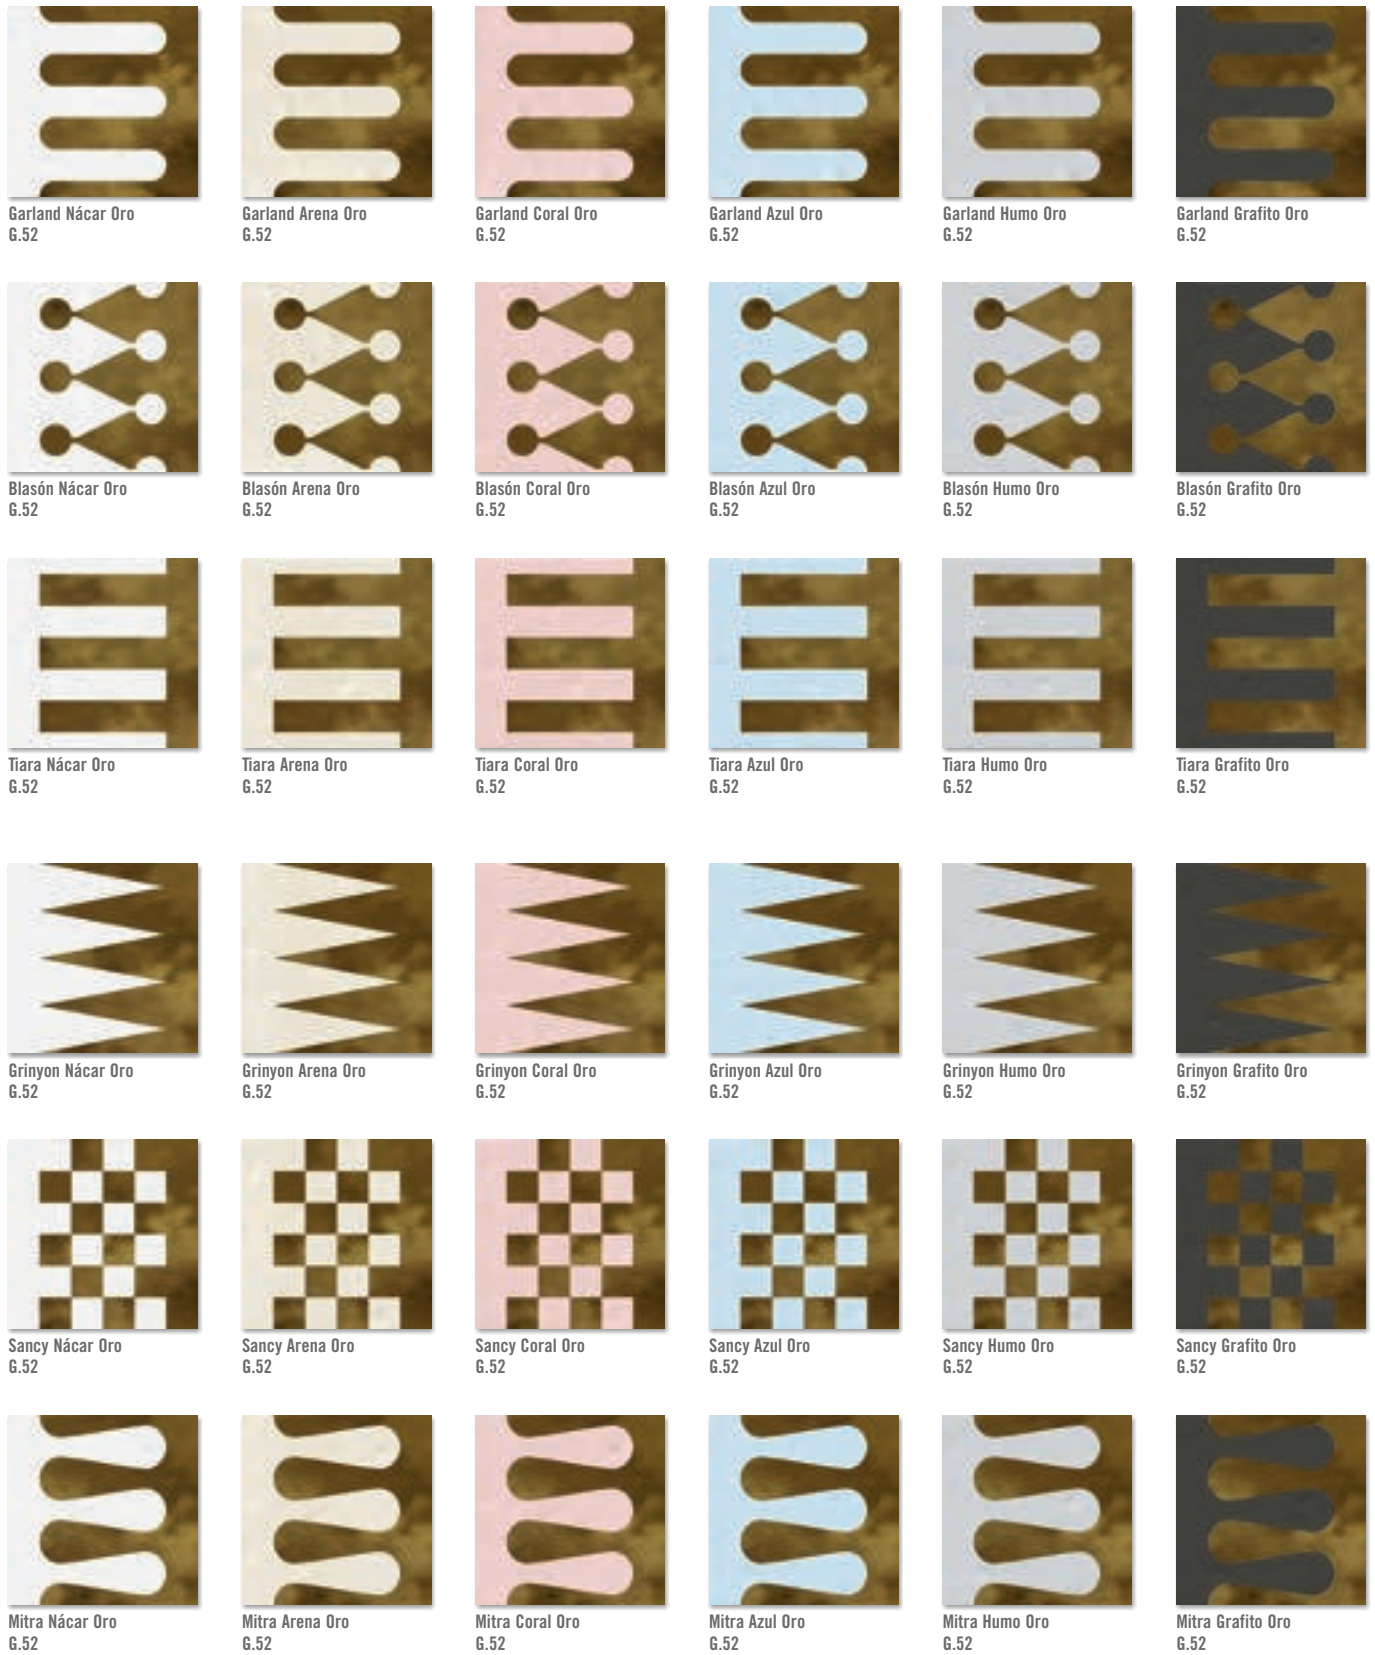 Garland Nácar Oro
G.52
Garland Arena Oro
G.52
Garland Coral Oro
G.52
Garland Azul Oro
G.52
Garland Humo Oro
G.52
Garland Grafito Oro
G.52
Blasón Nácar Oro
G.52
Blasón Arena Oro
G.52
Blasón Coral Oro
G.52
Blasón Azul Oro
G.52
Blasón Humo Oro
G.52
Blasón Grafito Oro
G.52
Tiara Nácar Oro
G.52
Tiara Arena Oro
G.52
Tiara Coral Oro
G.52
Tiara Azul Oro
G.52
Tiara Humo Oro
G.52
Tiara Grafito Oro
G.52
Grinyon Nácar Oro
G.52
Grinyon Arena Oro
G.52
Grinyon Coral Oro
G.52
Grinyon Azul Oro
G.52
Grinyon Humo Oro
G.52
Grinyon Grafito Oro
G.52
Sancy Nácar Oro
G.52
Sancy Arena Oro
G.52
Sancy Coral Oro
G.52
Sancy Azul Oro
G.52
Sancy Humo Oro
G.52
Sancy Grafito Oro
G.52
Mitra Nácar Oro
G.52
Mitra Arena Oro
G.52
Mitra Coral Oro
G.52
Mitra Azul Oro
G.52
Mitra Humo Oro
G.52
Mitra Grafito Oro
G.52